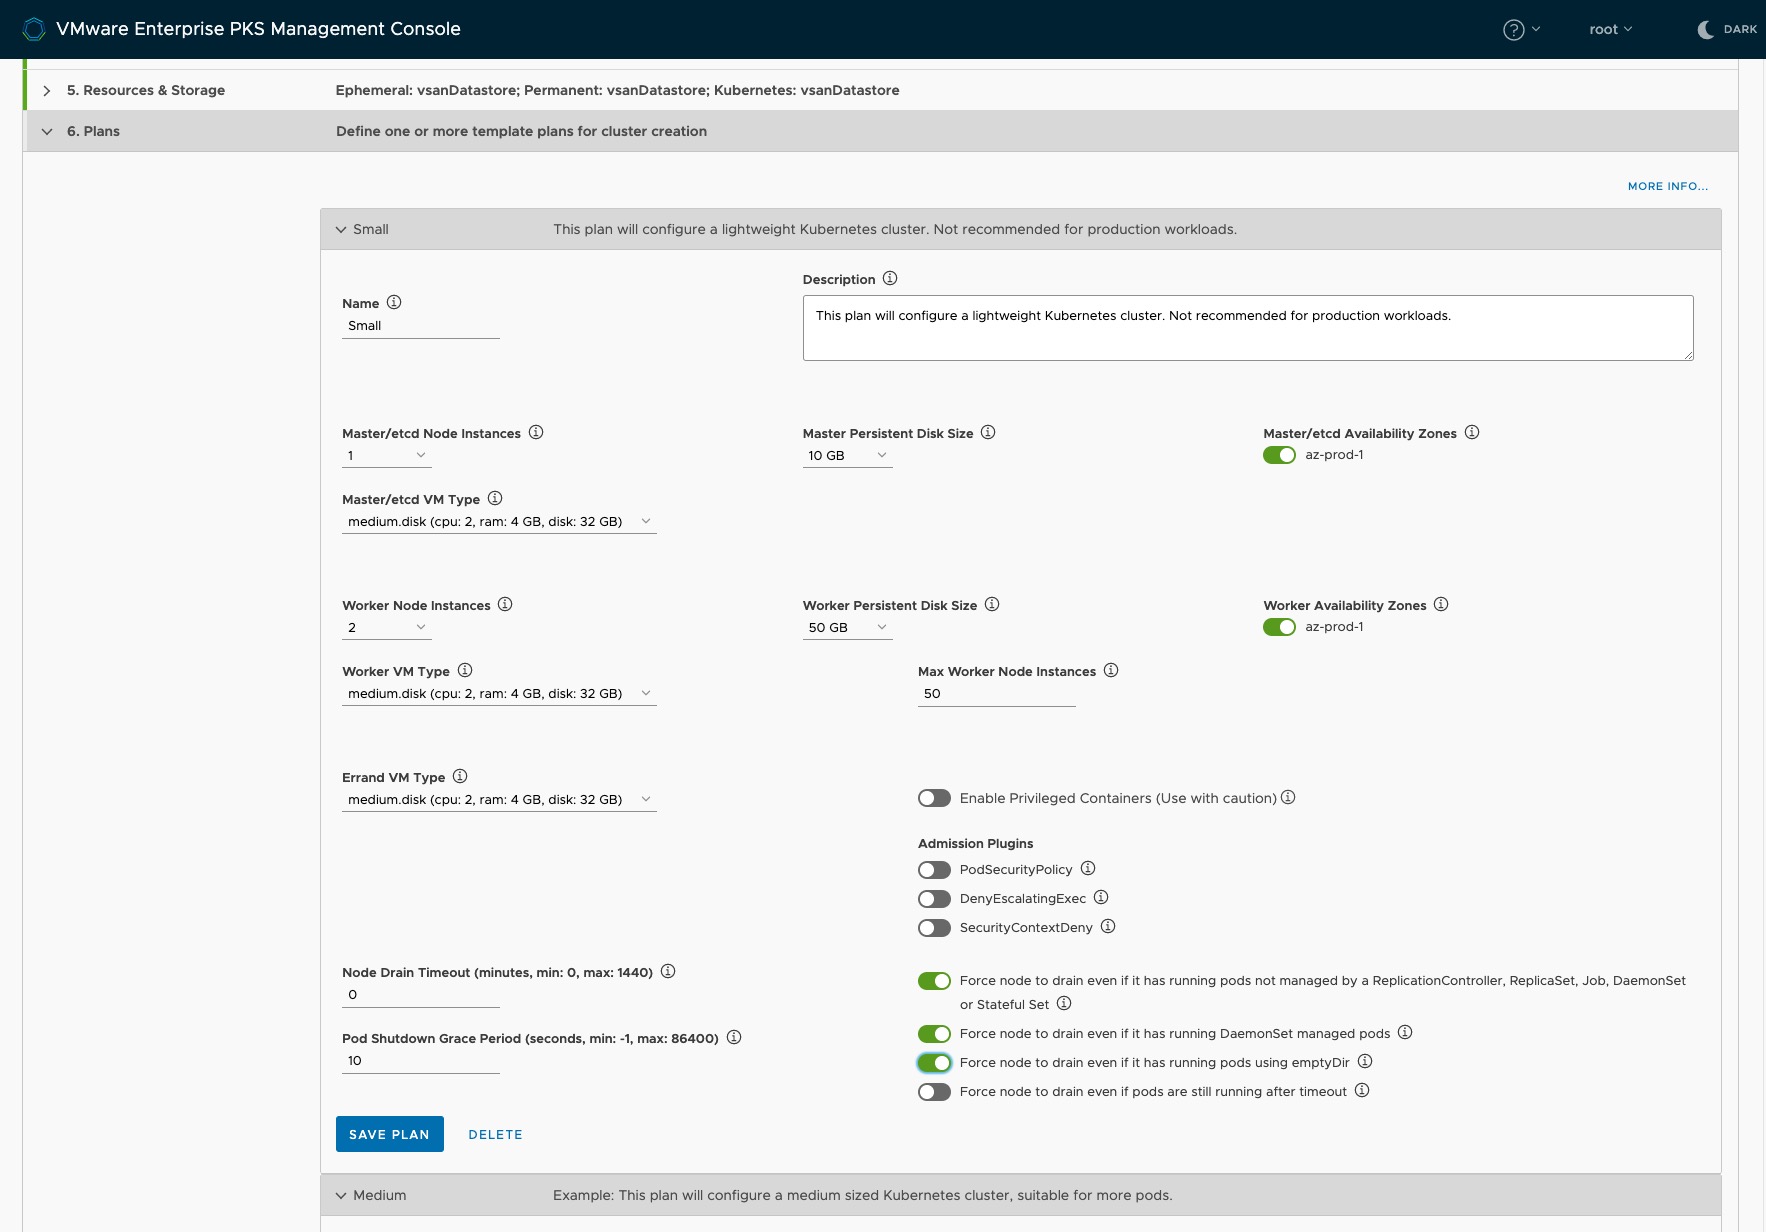 VMware Enterprise PKS Management Console
root
DARK
5. Resources & Storage
Ephemeral: vsanDatastore; Permanent: vsanDatastore; Kubernetes: vsanDatastore
6. Plans
Define one or more template plans for cluster creation
MORE INFO...
Small
This plan will configure a lightweight Kubernetes cluster. Not recommended for production workloads.
Name
Small
Description
This plan will configure a lightweight Kubernetes cluster. Not recommended for production workloads.
Master/etcd Node Instances
1
Master Persistent Disk Size
10 GB
Master/etcd Availability Zones
az-prod-1
Master/etcd VM Type
medium.disk (cpu: 2, ram: 4 GB, disk: 32 GB)
Worker Node Instances
2
Worker Persistent Disk Size
50 GB
Worker Availability Zones
az-prod-1
Worker VM Type
medium.disk (cpu: 2, ram: 4 GB, disk: 32 GB)
Max Worker Node Instances
50
Errand VM Type
medium.disk (cpu: 2, ram: 4 GB, disk: 32 GB)
Enable Privileged Containers (Use with caution)
Admission Plugins
PodSecurityPolicy
DenyEscalatingExec
SecurityContextDeny
Node Drain Timeout (minutes, min: 0, max: 1440)
0
Pod Shutdown Grace Period (seconds, min: -1, max: 86400)
10
Force node to drain even if it has running pods not managed by a ReplicationController, ReplicaSet, Job, DaemonSet
or Stateful Set
Force node to drain even if it has running DaemonSet managed pods
Force node to drain even if it has running pods using emptyDir
Force node to drain even if pods are still running after timeout
SAVE PLAN
DELETE
Medium
Example: This plan will configure a medium sized Kubernetes cluster, suitable for more pods.